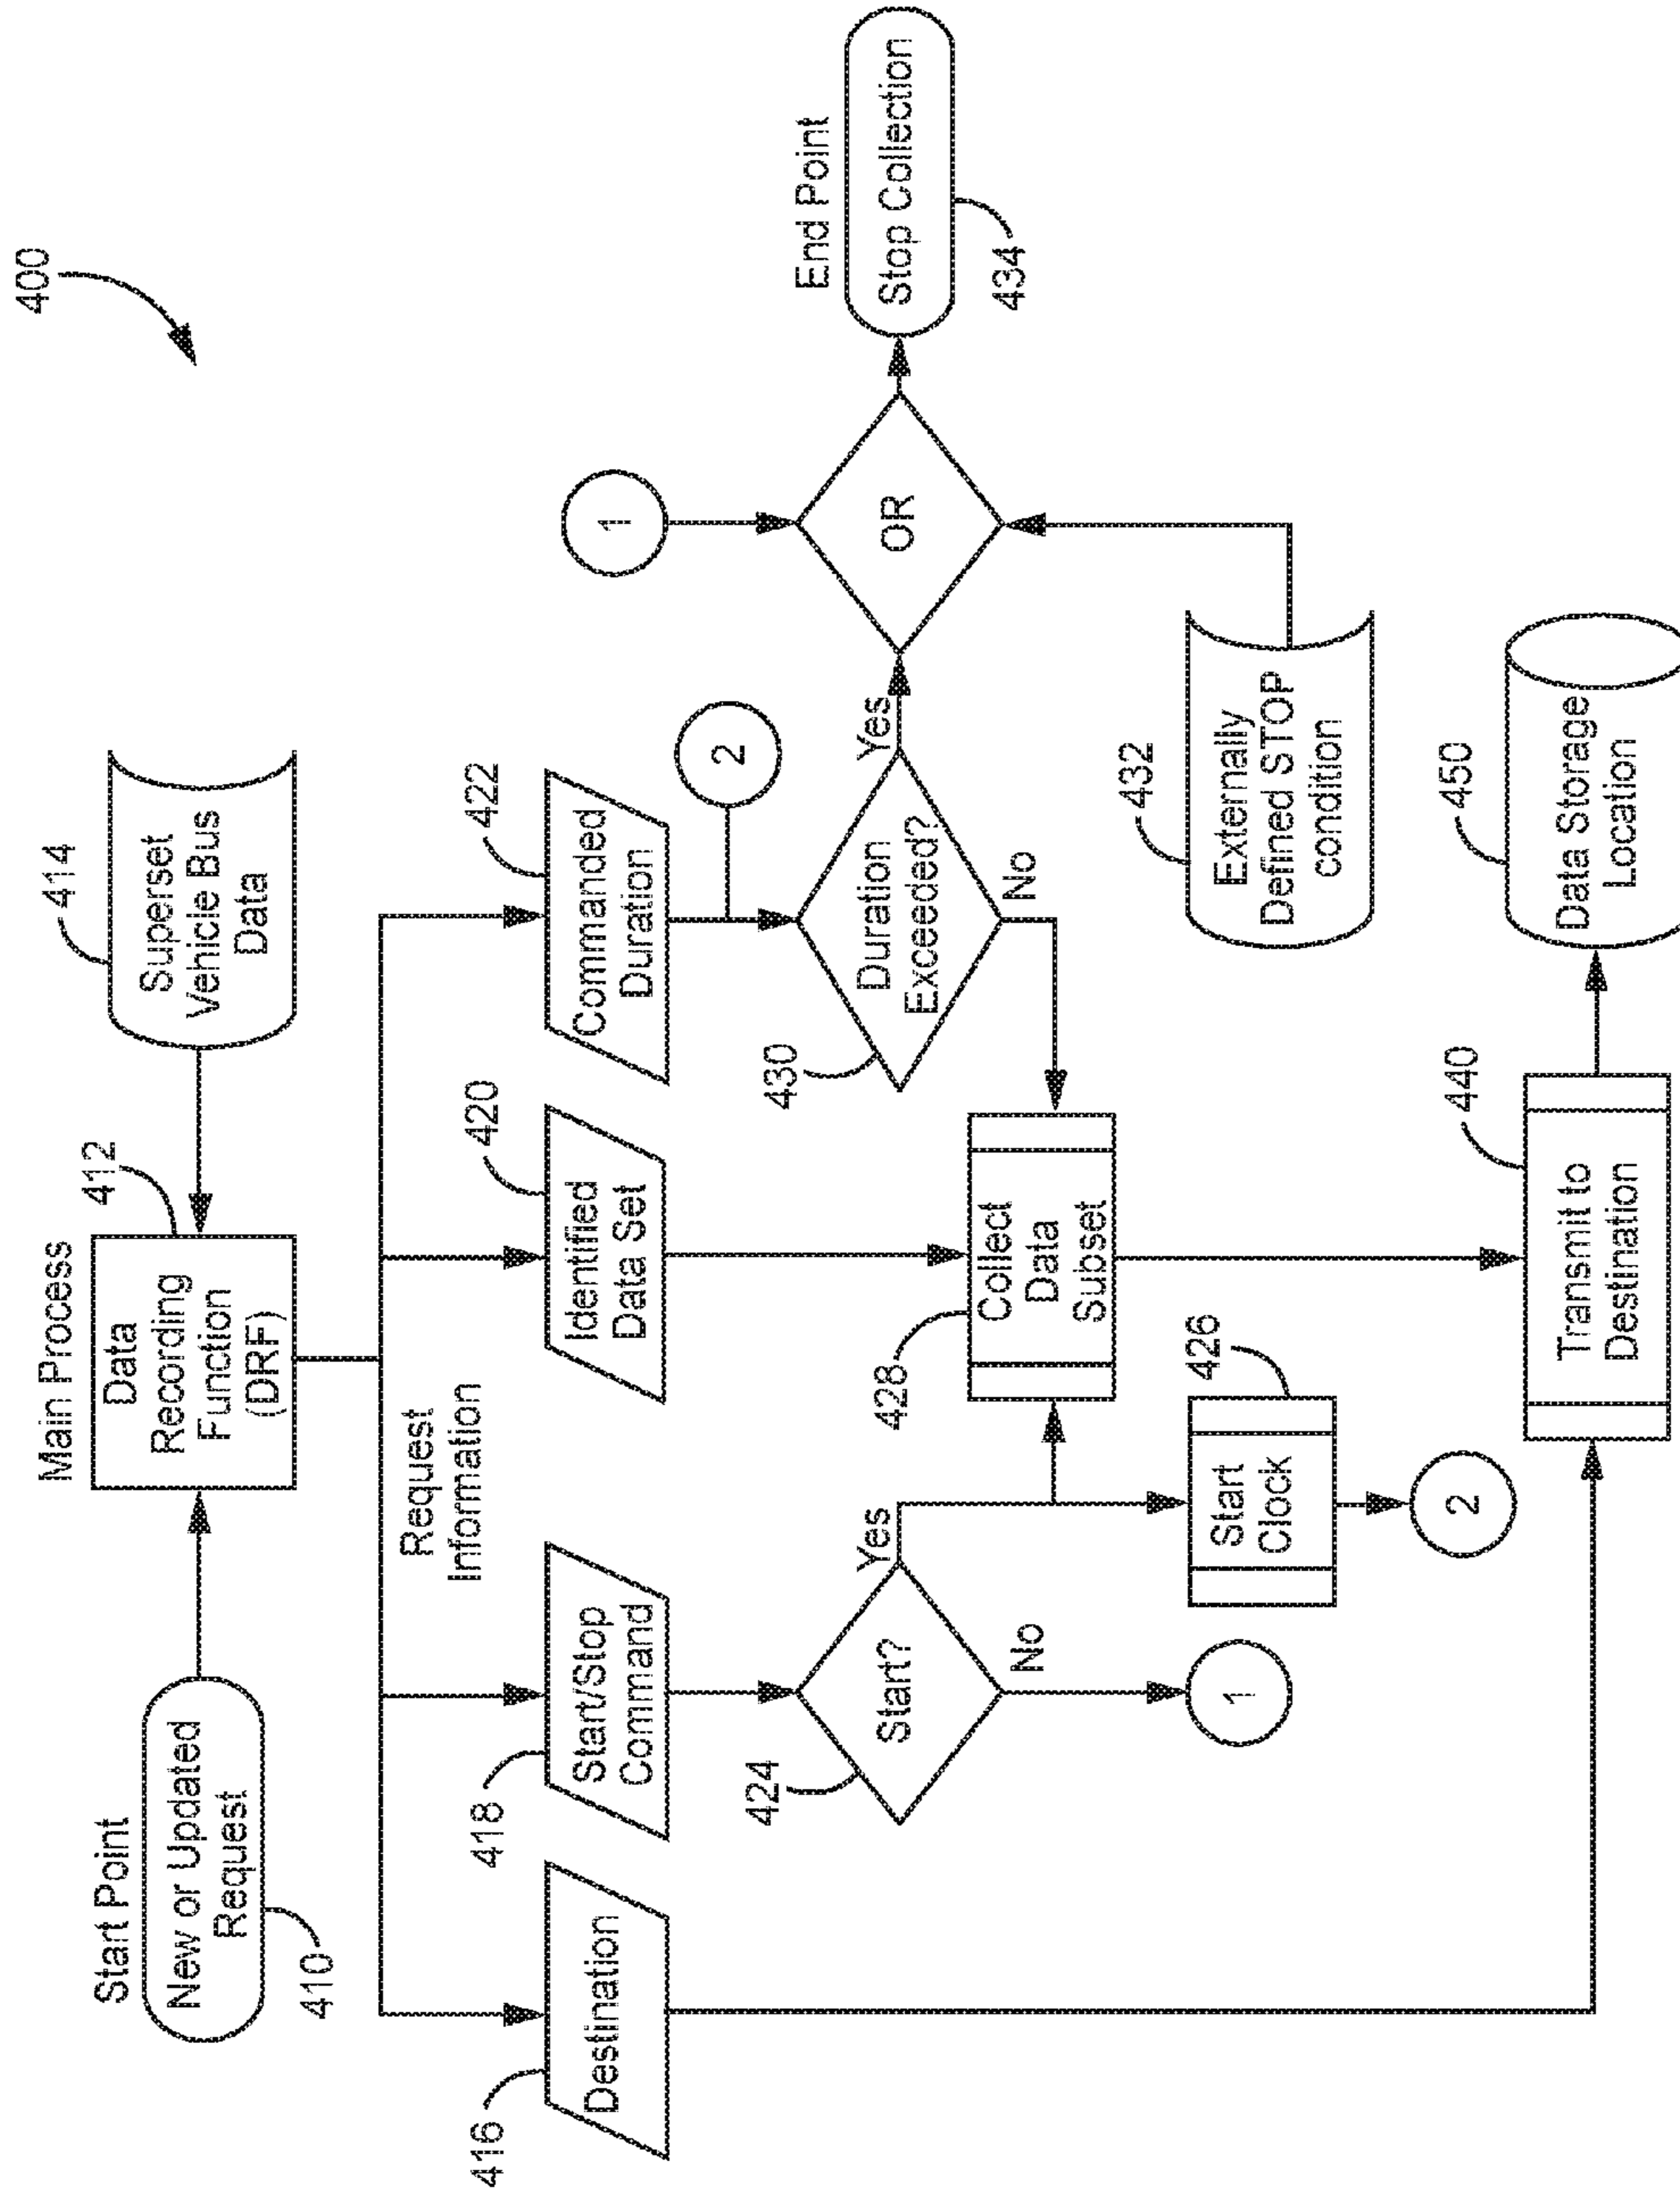 400
Start Point
New or Updated
Request
410
Main Process
Data
Recording
Function
(DRF)
412
Superset
Vehicle Bus
Data
414
Request
Information
416
Destination
418
Start/Stop
Command
Identified
Data Set
420
Commanded
Duration
422
2
1
424
Start?
Yes
No
428
Collect
Data
Subset
430
Duration
Exceeded?
Yes
No
OR
End Point
Stop Collection
434
1
Start
Clock
426
2
Externally
Defined STOP
condition
432
Transmit to
Destination
440
Data Storage
Location
450